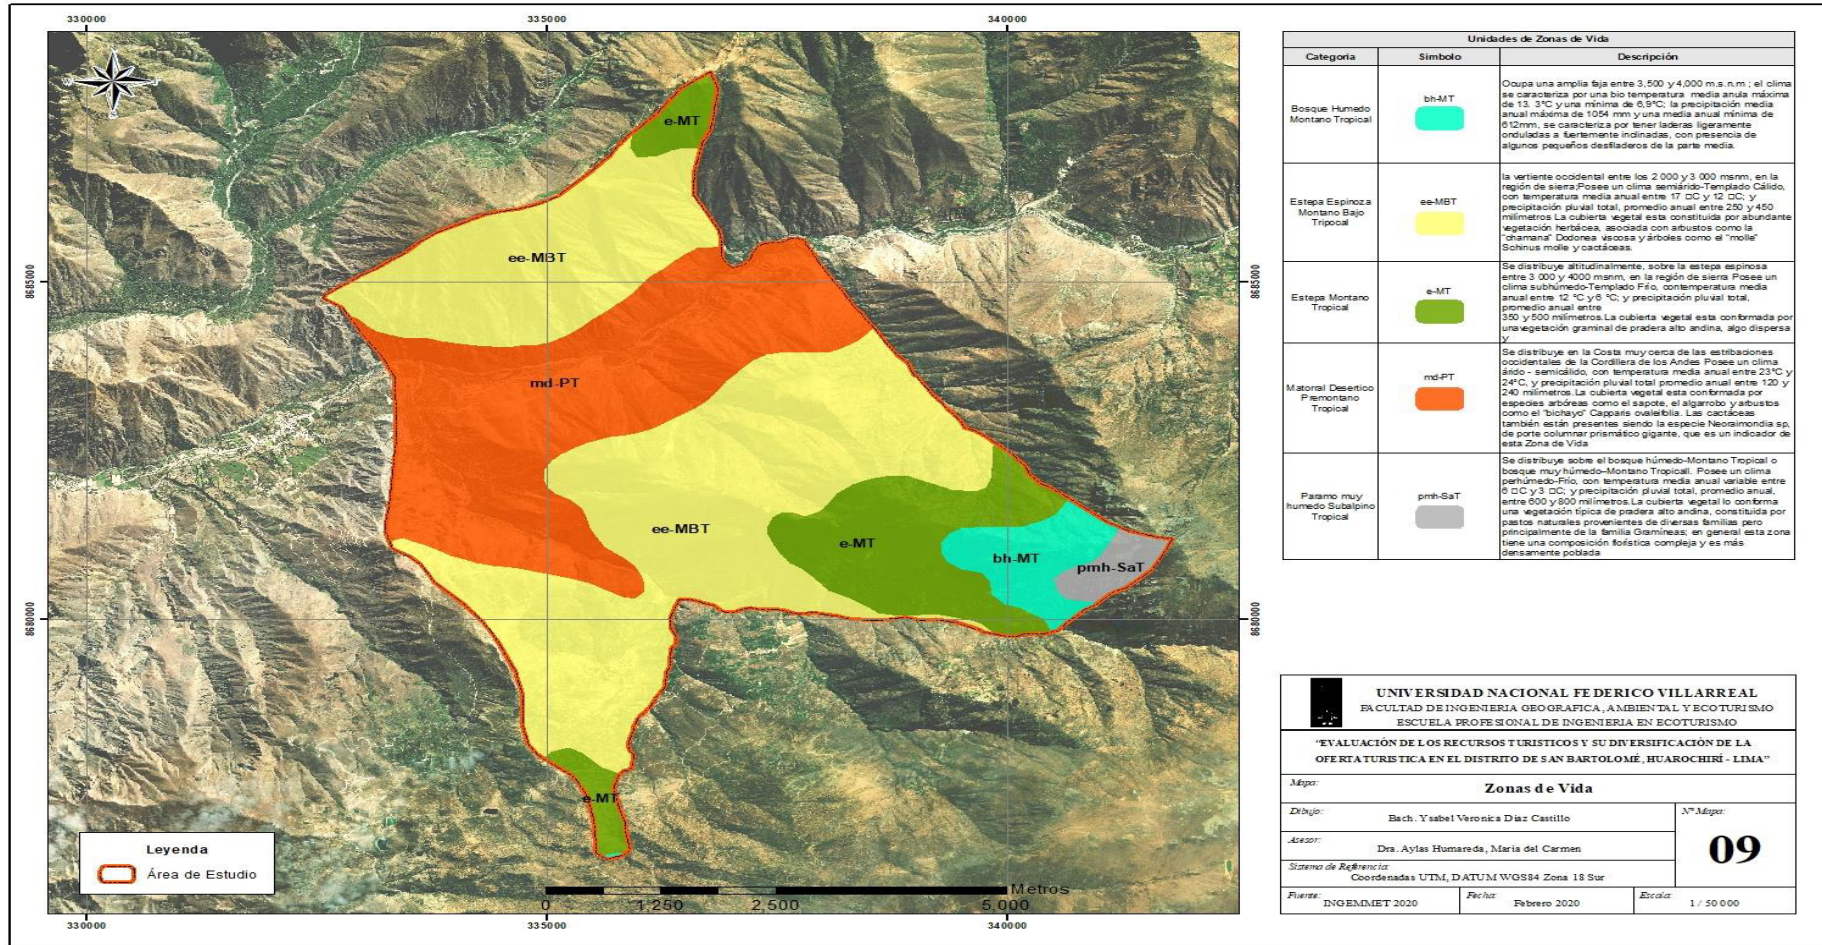 330000
335000
340000
8685000
8680000
8685000
8680000
330000
335000
340000
e-MT
ee-MBT
md-PT
ee-MBT
e-MT
bh-MT
pmh-SaT
e-MT
Leyenda
Área de Estudio
Metros
0 1,250 2,500 5,000
Unidades de Zonas de Vida
Categoria Simbolo Descripción
Bosque Humedo
Montano Tropical
bh-MT
Ocupa una amplia faja entre 3,500 y 4,000 m.s.n.m ; el clima
se caracteriza por una bio temperatura media anula máxima
de 13. 3°C y una mínima de 6,9°C; la precipitación media
anual máxima de 1054 mm y una media anual mínima de
612mm, se caracteriza por tener laderas ligeramente
onduladas a fuertemente inclinadas, con presencia de
algunos pequeños desfiladeros de la parte media.
Estepa Espinoza
Montano Bajo
Tripocal
ee-MBT
la vertiente occidental entre los 2 000 y 3 000 msnm, en la
región de sierra;Posee un clima semiárido-Templado Cálido,
con temperatura media anual entre 17 □C y 12 □C; y
precipitación pluvial total, promedio anual entre 250 y 450
milímetros La cubierta vegetal esta constituida por abundante
vegetación herbácea, asociada con arbustos como la
"chamana" Dodonea viscosa y árboles como el "molle"
Schinus molle y cactáceas.
Estepa Montano
Tropical
e-MT
Se distribuye altitudinalmente, sobre la estepa espinosa
entre 3 000 y 4000 msnm, en la región de sierra Posee un
clima subhúmedo-Templado Frío, contemperatura media
anual entre 12 °C y 6 °C; y precipitación pluvial total,
promedio anual entre
350 y 500 milímetros.La cubierta vegetal esta conformada por
unavegetación graminal de pradera alto andina, algo dispersa
y
Matorral Desertico
Premontano
Tropical
md-PT
Se distribuye en la Costa muy cerca de las estribaciones
occidentales de la Cordillera de los Andes Posee un clima
árido - semicálido, con temperatura media anual entre 23°C y
24°C, y precipitación pluvial total promedio anual entre 120 y
240 milímetros.La cubierta vegetal esta conformada por
especies arbóreas como el sapote, el algarrobo y arbustos
como el "bichayo" Capparis ovaleifolia. Las cactáceas
también están presentes siendo la especie Neoraimondia sp,
de porte columnar prismático gigante, que es un indicador de
esta Zona de Vida
Paramo muy
humedo Subalpino
Tropical
pmh-SaT
Se distribuye sobre el bosque húmedo-Montano Tropical o
bosque muy húmedo–Montano Tropicall. Posee un clima
perhúmedo-Frío, con temperatura media anual variable entre
6 □C y 3 □C; y precipitación pluvial total, promedio anual,
entre 600 y 800 milímetros.La cubierta vegetal lo conforma
una vegetación típica de pradera alto andina, constituida por
pastos naturales provenientes de diversas familias pero
principalmente de la familia Gramíneas; en general esta zona
tiene una composición florística compleja y es más
densamente poblada
UNIVERSIDAD NACIONAL FEDERICO VILLARREAL
FACULTAD DE INGENIERIA GEOGRAFICA, AMBIENTAL Y ECOTURISMO
ESCUELA PROFESIONAL DE INGENIERIA EN ECOTURISMO
"EVALUACIÓN DE LOS RECURSOS TURISTICOS Y SU DIVERSIFICACIÓN DE LA
OFERTA TURISTICA EN EL DISTRITO DE SAN BARTOLOMÉ, HUAROCHIRÍ - LIMA"
Mapa:
Zonas de Vida
Dibujo:
Bach. Ysabel Veronica Diaz Castillo
N° Mapa:
09
Asesor:
Dra. Aylas Humareda, Maria del Carmen
Sistema de Referencia:
Coordenadas UTM, DATUM WGS84 Zona 18 Sur
Fuente: INGEMMET 2020
Fecha: Febrero 2020
Escala: 1 / 50 000